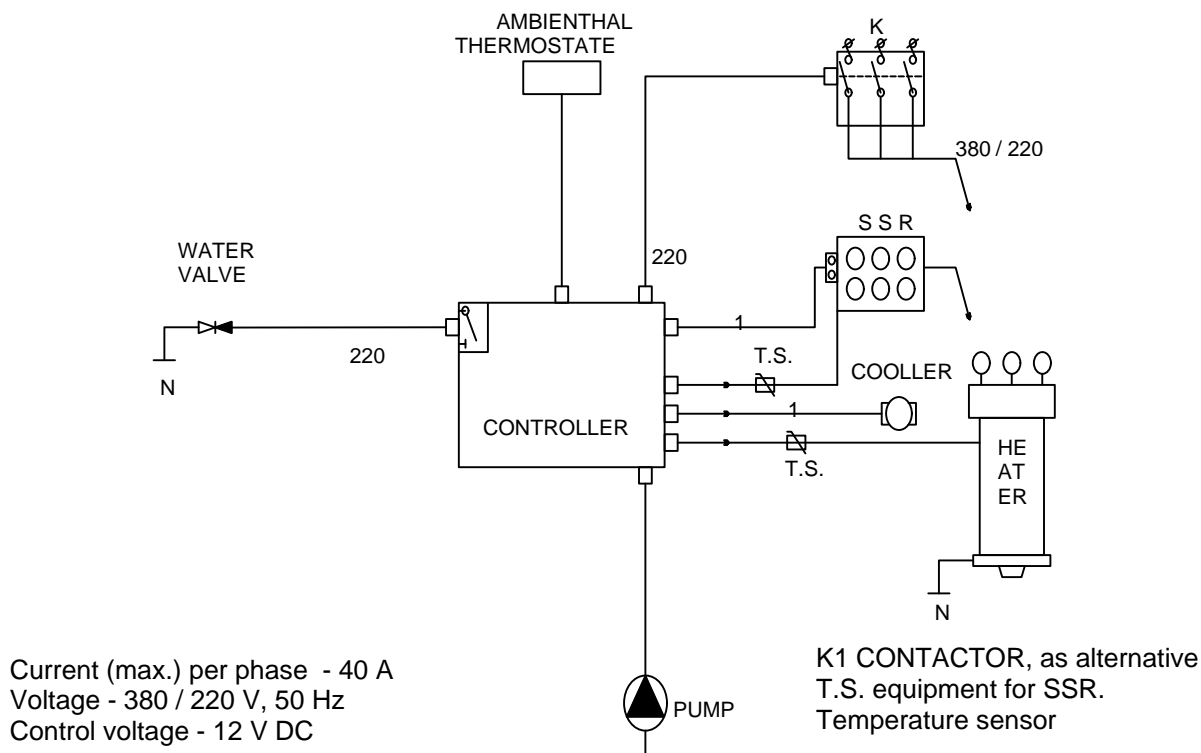 AMBIENTHAL
THERMOSTATE
K
380 / 220
S S R
WATER
VALVE
220
1
220
N
T.S.
COOLLER
CONTROLLER
1
T.S.
HE
AT
ER
N
PUMP
Current (max.) per phase - 40 A
Voltage - 380 / 220 V, 50 Hz
Control voltage - 12 V DC
K1 CONTACTOR, as alternative
T.S. equipment for SSR.
Temperature sensor